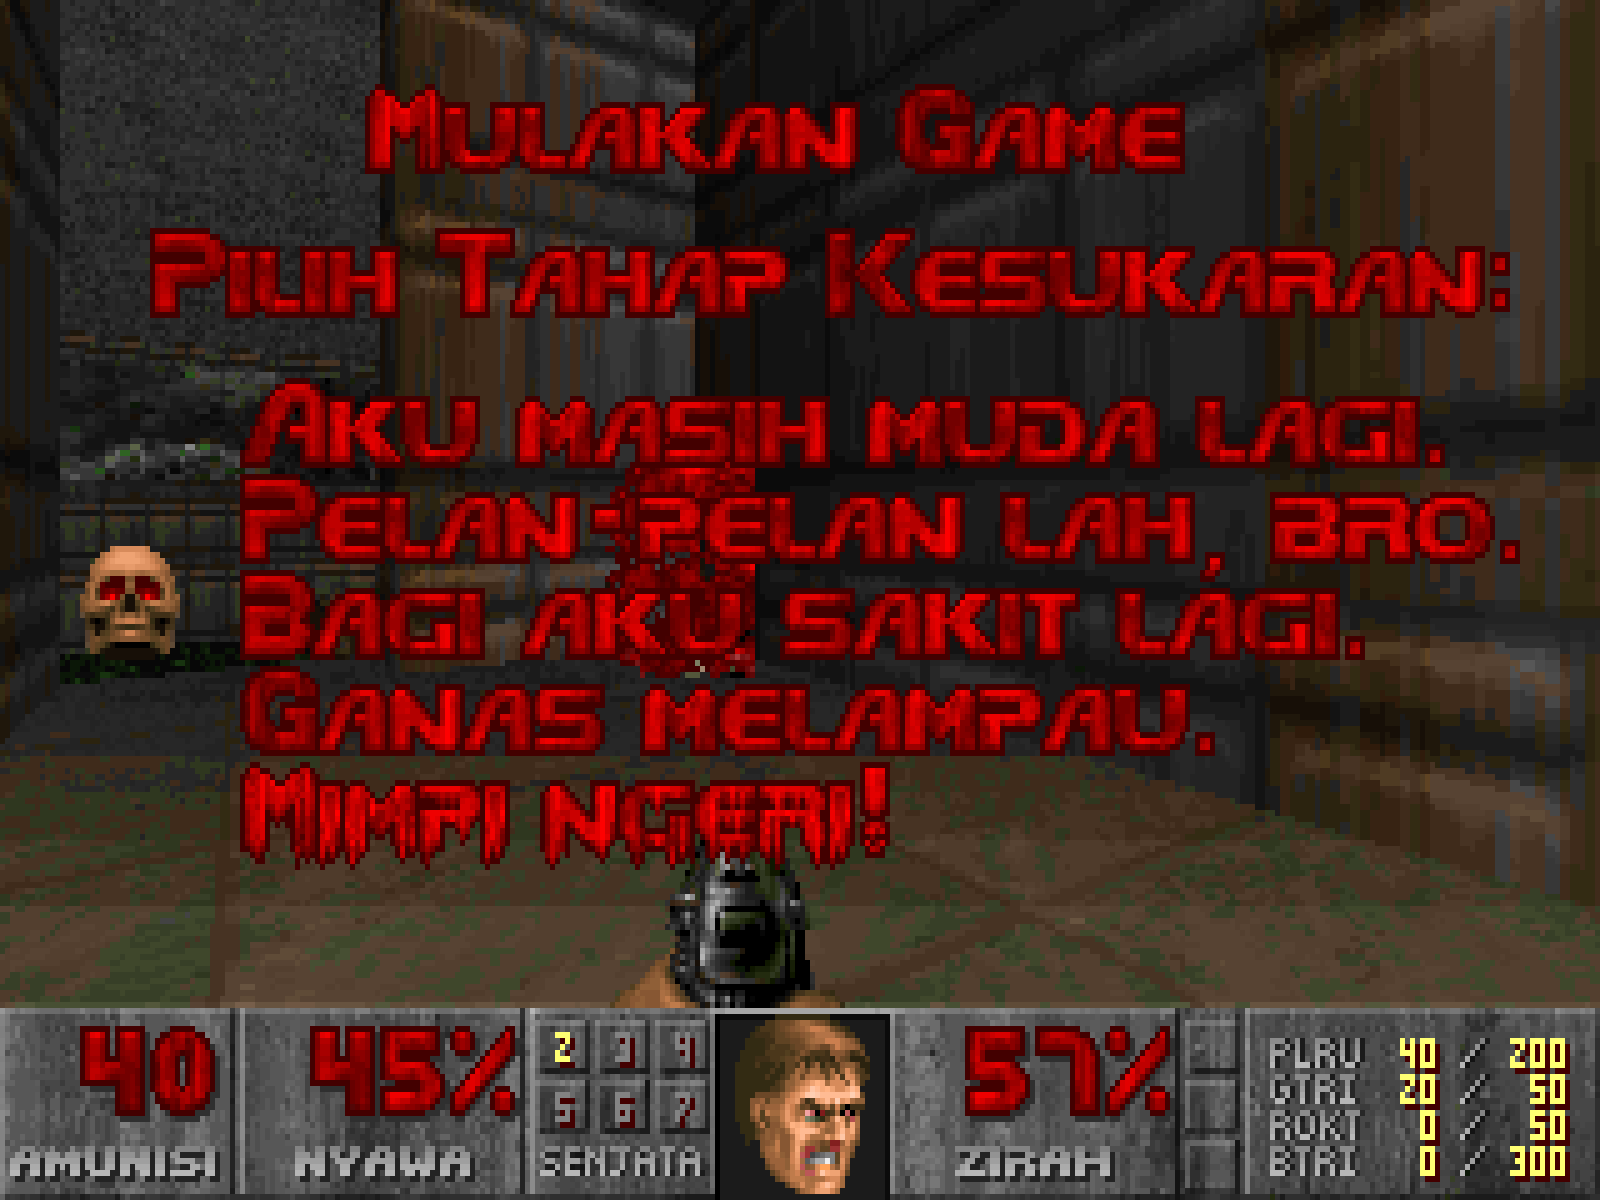 Mulakan Game
Pilih Tahap Kesukaran:
Aku masih muda lagi.
Pelan-pelan lah, bro.
Bagi aku sakit lagi.
Ganas melampau.
Mimpi ngeri!
40 45% 2 3 4 57%
5 6 7
AMUNISI NYAWA SENJATA ZIRAH
PLRU 40 / 200
GTRI 20 / 50
ROKT 0 / 50
BTRI 0 / 300